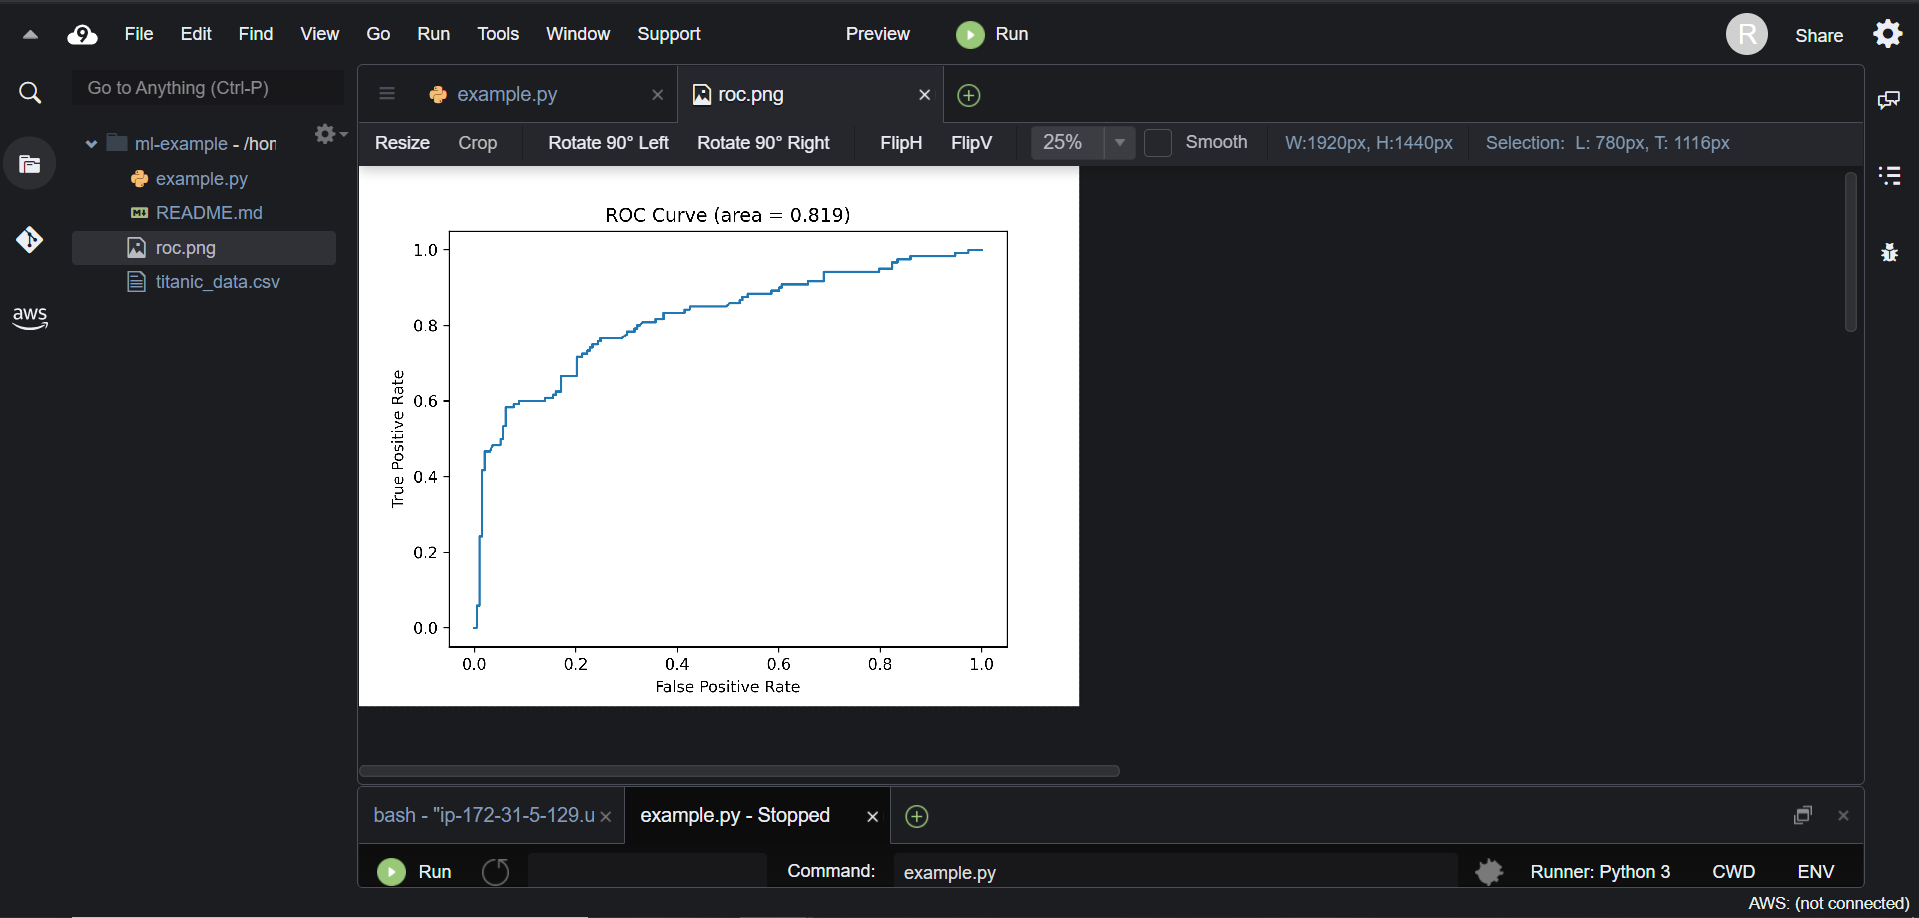 9 File Edit Find View Go Run Tools Window Support Preview Run R Share
Go to Anything (Ctrl-P)
example.py
roc.png
Resize Crop Rotate 90° Left Rotate 90° Right FlipH FlipV 25% Smooth W:1920px, H:1440px Selection: L: 780px, T: 1116px
ml-example - /hom
example.py
README.md
roc.png
titanic_data.csv
aws
ROC Curve (area = 0.819)
True Positive Rate
1.0
0.8
0.6
0.4
0.2
0.0
0.0 0.2 0.4 0.6 0.8 1.0
False Positive Rate
bash - "ip-172-31-5-129.u
example.py - Stopped
Run Command: example.py Runner: Python 3 CWD ENV
AWS: (not connected)